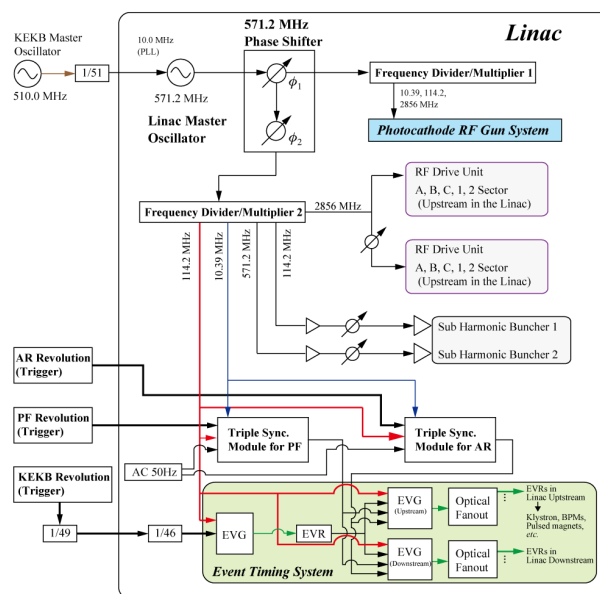 Linac
KEKB Master
Oscillator
510.0 MHz
1/51
10.0 MHz
(PLL)
571.2 MHz
Linac Master
Oscillator
571.2 MHz
Phase Shifter
ϕ1
ϕ2
Frequency Divider/Multiplier 1
10.39, 114.2,
2856 MHz
Photocathode RF Gun System
Frequency Divider/Multiplier 2
2856 MHz
RF Drive Unit
A, B, C, 1, 2 Sector
(Upstream in the Linac)
RF Drive Unit
A, B, C, 1, 2 Sector
(Upstream in the Linac)
114.2 MHz
10.39 MHz
571.2 MHz
114.2 MHz
Sub Harmonic Buncher 1
Sub Harmonic Buncher 2
AR Revolution
(Trigger)
PF Revolution
(Trigger)
KEKB Revolution
(Trigger)
1/49
1/46
AC 50Hz
Triple Sync.
Module for PF
Triple Sync.
Module for AR
EVG
EVR
EVG
(Upstream)
Optical
Fanout
EVRs in
Linac Upstream
Klystron, BPMs,
Pulsed magnets,
etc.
EVG
(Downstream)
Optical
Fanout
EVRs in
Linac Downstream
Event Timing System